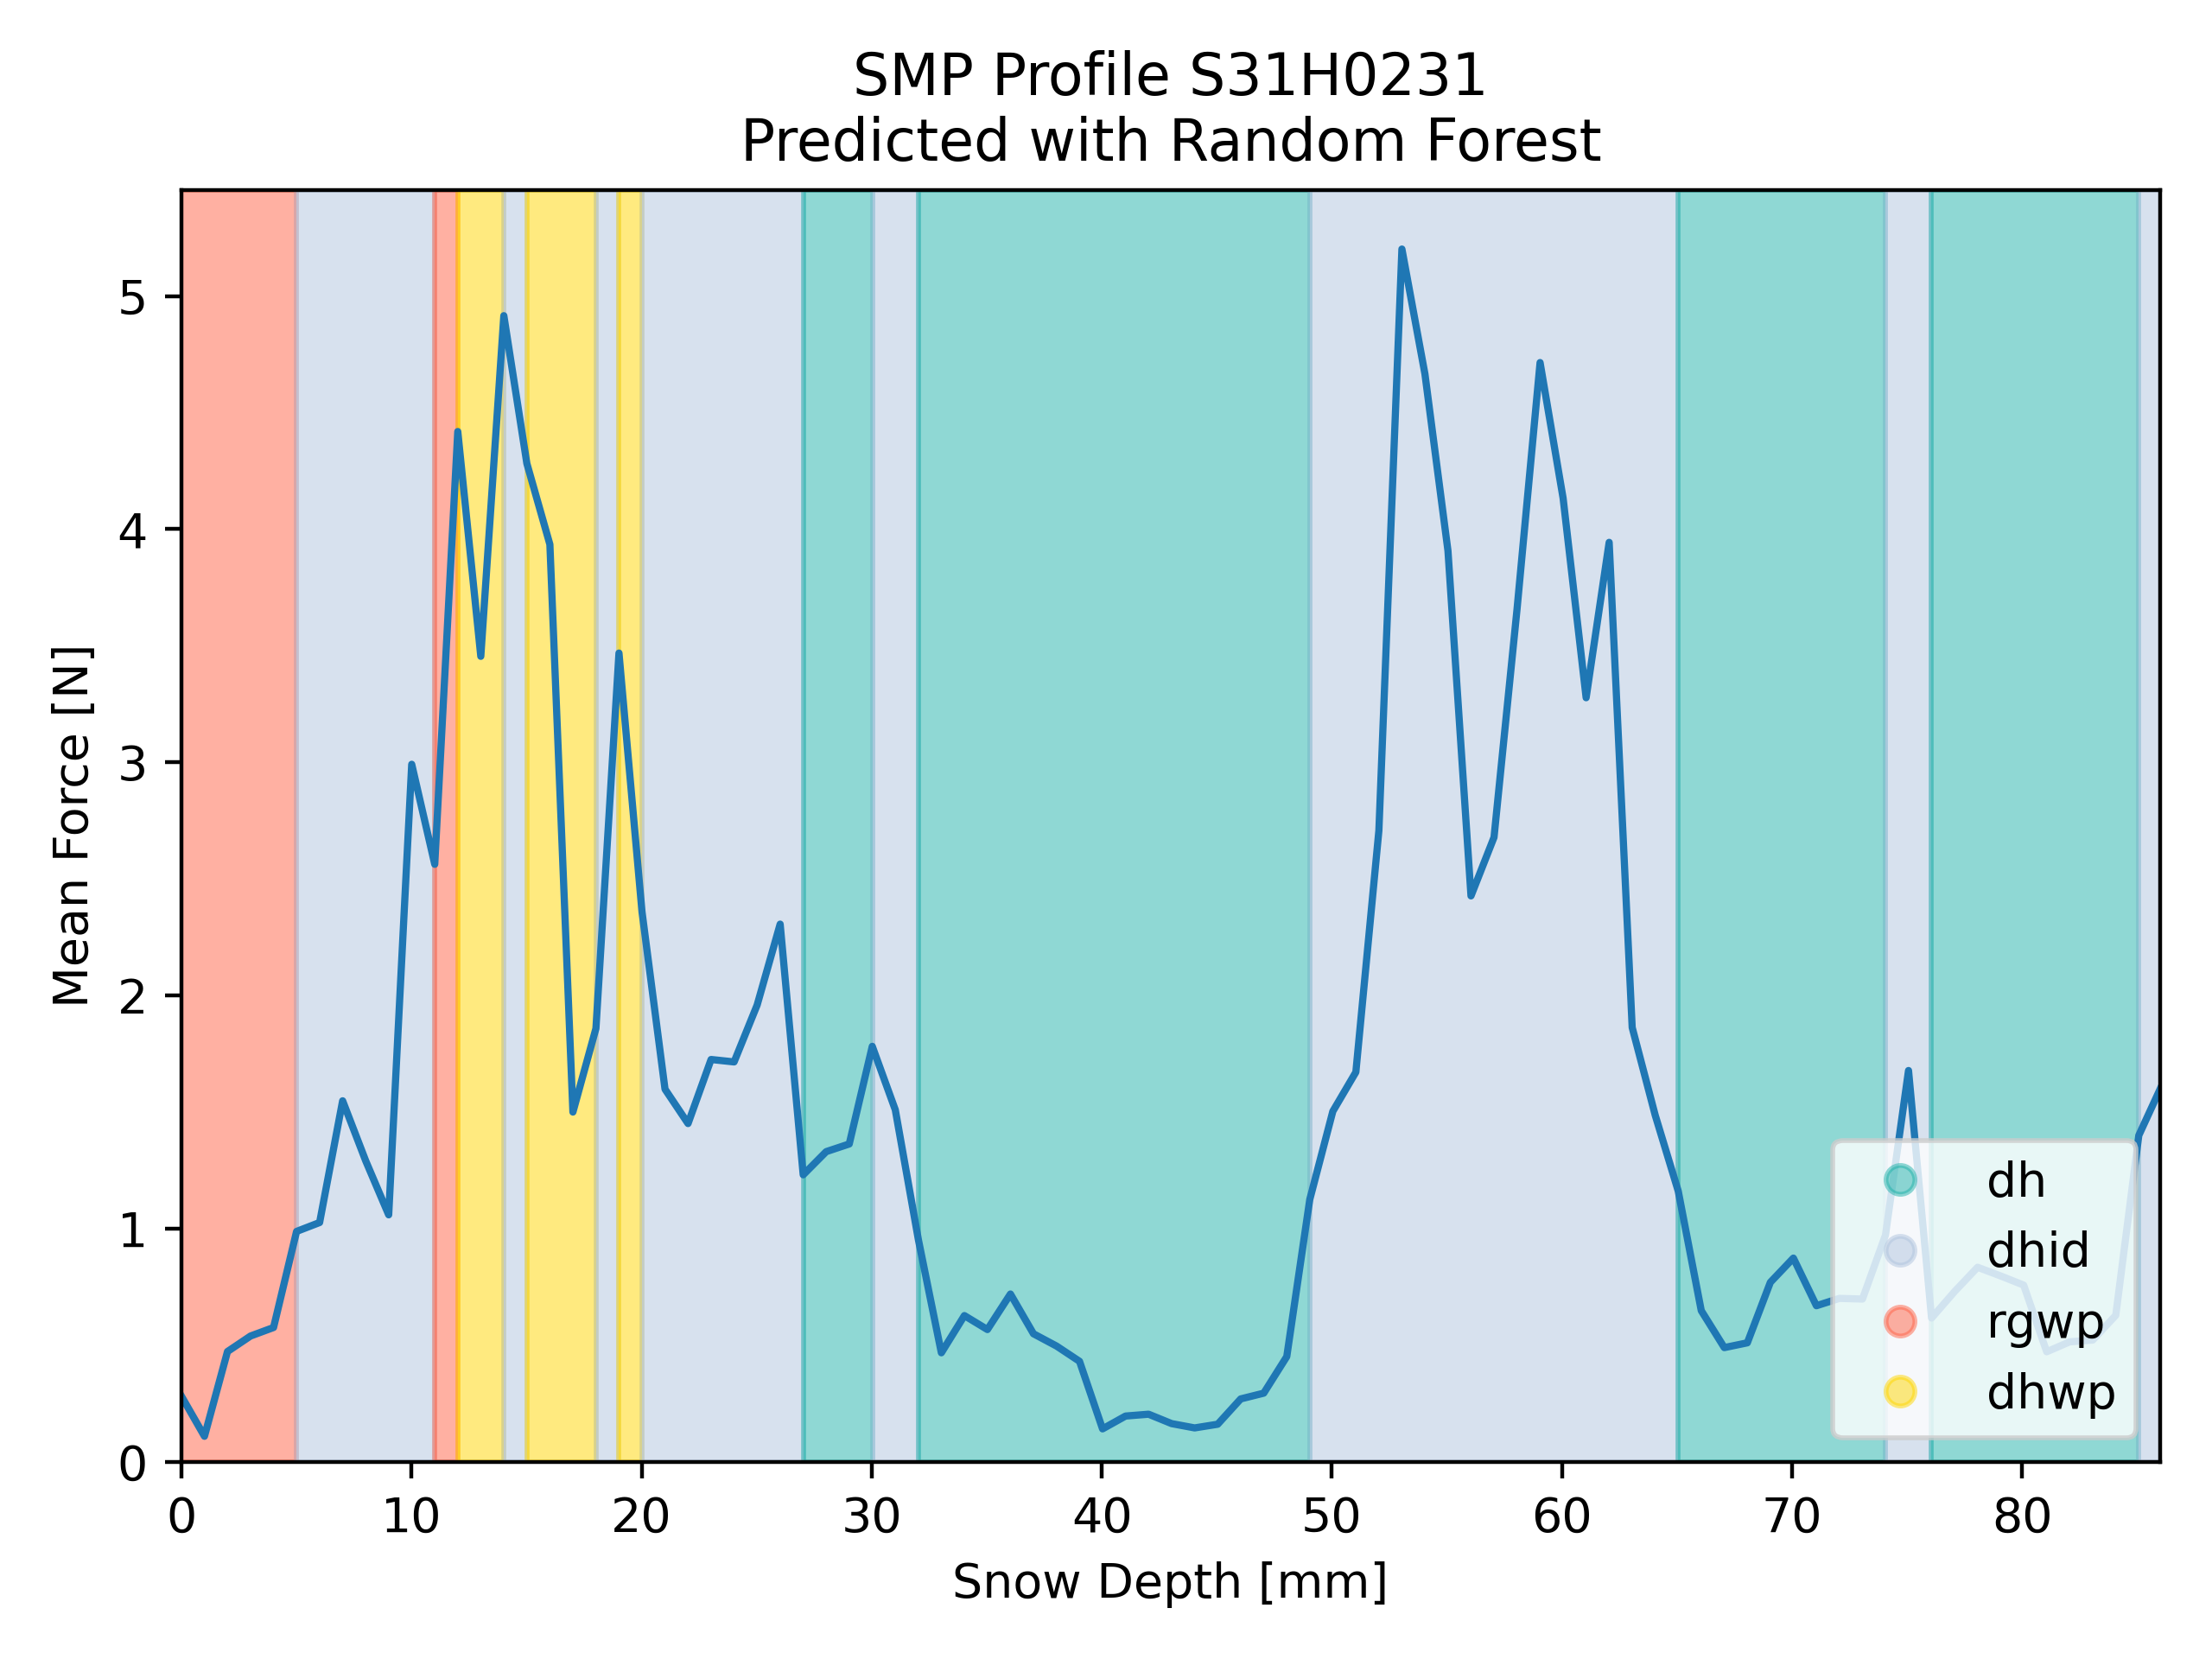 SMP Profile S31H0231
Predicted with Random Forest
Mean Force [N]
5
4
3
2
1
0
0 10 20 30 40 50 60 70 80
Snow Depth [mm]
dh
dhid
rgwp
dhwp